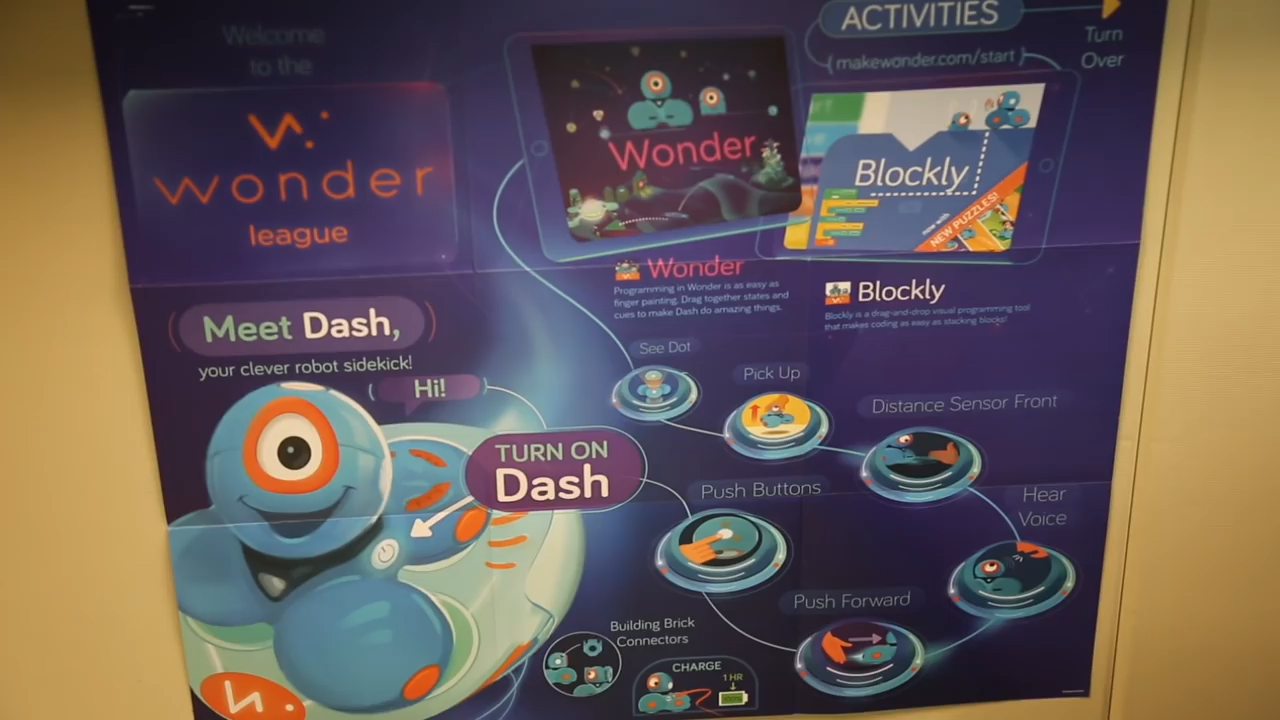 Welcome
to the
wonder
league
ACTIVITIES
makewonder.com/start
Turn
Over
Wonder
Blockly
now with
NEW PUZZLES!
Wonder
Programming in Wonder is as easy as
finger painting. Drag together states and
cues to make Dash do amazing things.
Blockly
Blockly is a drag-and-drop visual programming tool
that makes coding as easy as stacking blocks!
Meet Dash,
your clever robot sidekick!
Hi!
TURN ON
Dash
See Dot
Pick Up
Distance Sensor Front
Hear
Voice
Push Buttons
Push Forward
Building Brick
Connectors
CHARGE
1 HR